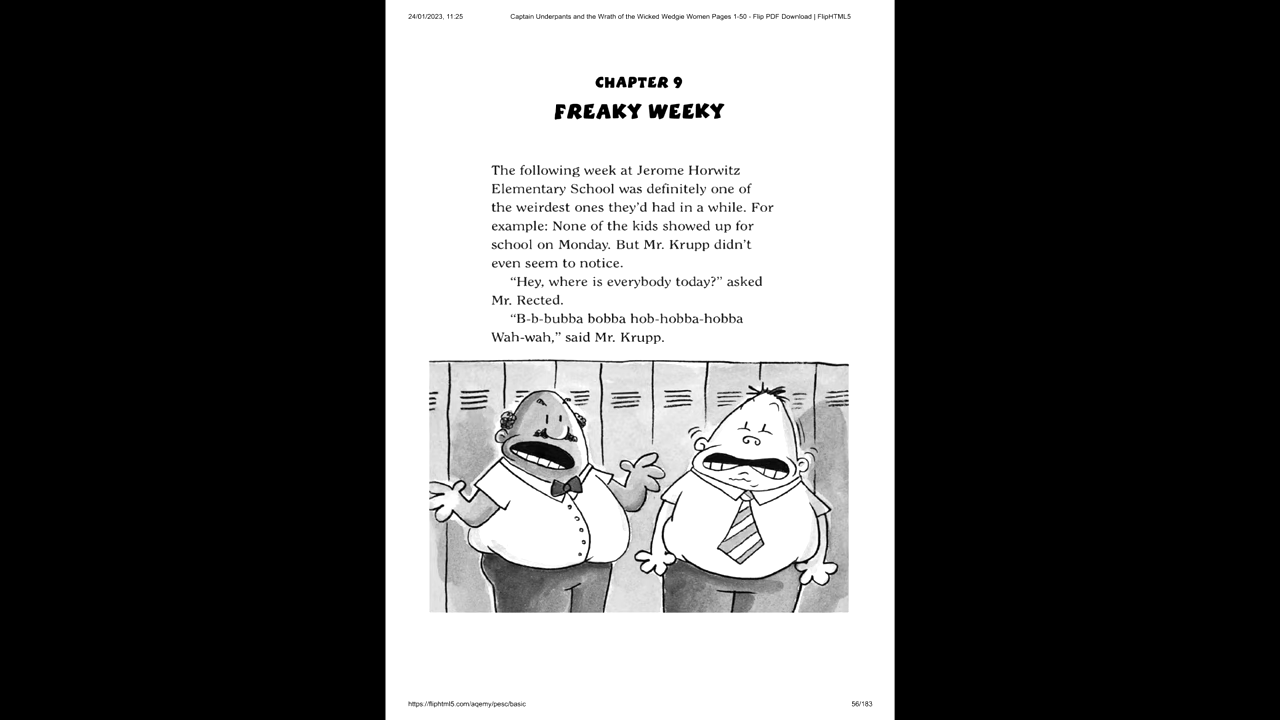 24/01/2023, 11:25
Captain Underpants and the Wrath of the Wicked Wedgie Women Pages 1-50 - Flip PDF Download | FlipHTML5
CHAPTER 9
FREAKY WEEKY
The following week at Jerome Horwitz
Elementary School was definitely one of
the weirdest ones they'd had in a while. For
example: None of the kids showed up for
school on Monday. But Mr. Krupp didn't
even seem to notice.
"Hey, where is everybody today?" asked
Mr. Rected.
"B-b-bubba bobba hob-hobba-hobba
Wah-wah," said Mr. Krupp.
https://fliphtml5.com/aqemy/pesc/basic
56/183